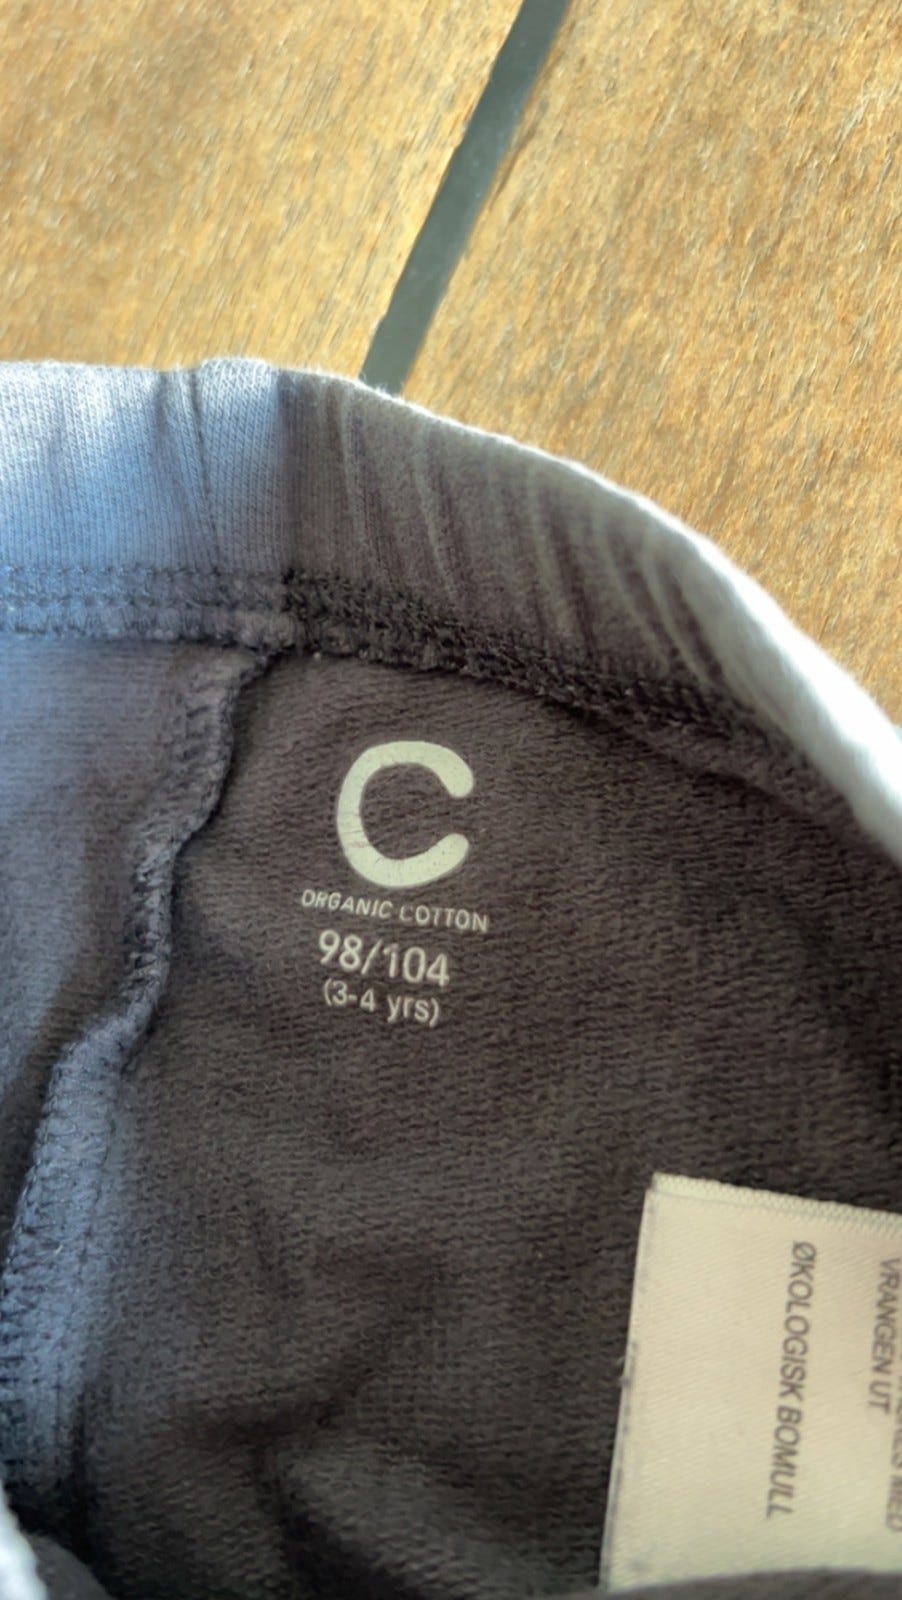 C
ORGANIC COTTON
98/104
(3-4 yrs)
VRANGEN UT
ØKOLOGISK BOMULL